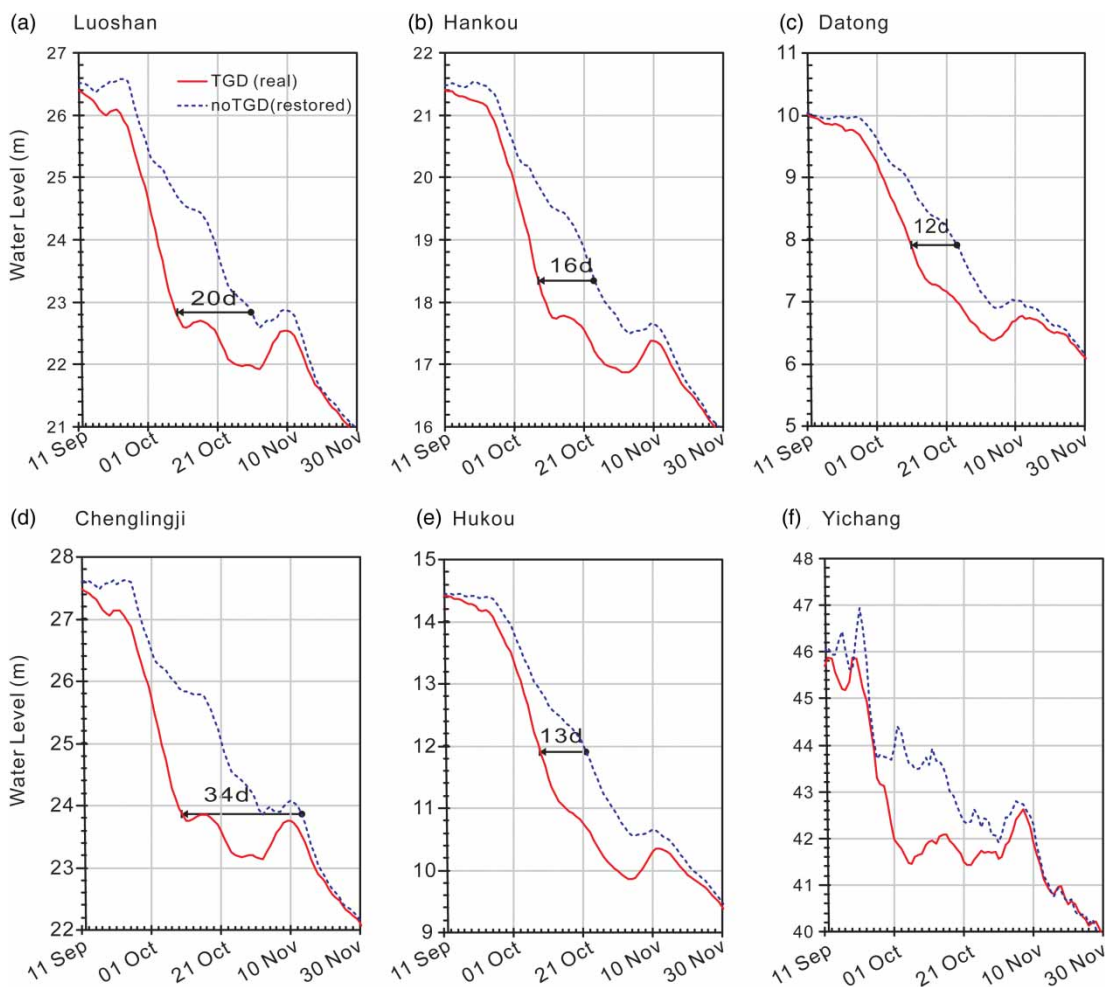 (a) Luoshan
(b) Hankou
(c) Datong
Water Level (m)
27
26
25
24
23
22
21
TGD (real)
noTGD(restored)
20d
11 Sep
01 Oct
21 Oct
10 Nov
30 Nov
22
21
20
19
18
17
16
16d
11 Sep
01 Oct
21 Oct
10 Nov
30 Nov
11
10
9
8
7
6
5
12d
11 Sep
01 Oct
21 Oct
10 Nov
30 Nov
(d) Chenglingji
(e) Hukou
(f) Yichang
Water Level (m)
28
27
26
25
24
23
22
34d
11 Sep
01 Oct
21 Oct
10 Nov
30 Nov
15
14
13
12
11
10
9
13d
11 Sep
01 Oct
21 Oct
10 Nov
30 Nov
48
47
46
45
44
43
42
41
40
11 Sep
01 Oct
21 Oct
10 Nov
30 Nov